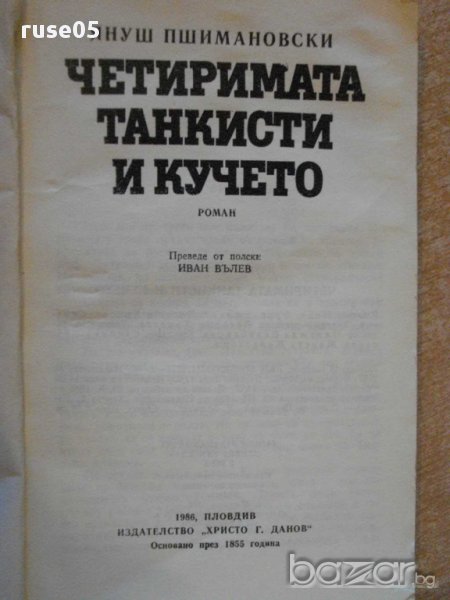 ruse05
ЯНУШ ПШИМАНОВСКИ
ЧЕТИРИМАТА
ТАНКИСТИ
И КУЧЕТО
РОМАН
Преведе от полски
ИВАН ВЪЛЕВ
1986, ПЛОВДИВ
ИЗДАТЕЛСТВО „ХРИСТО Г. ДАНОВ"
Основано през 1855 година
bazar.bg